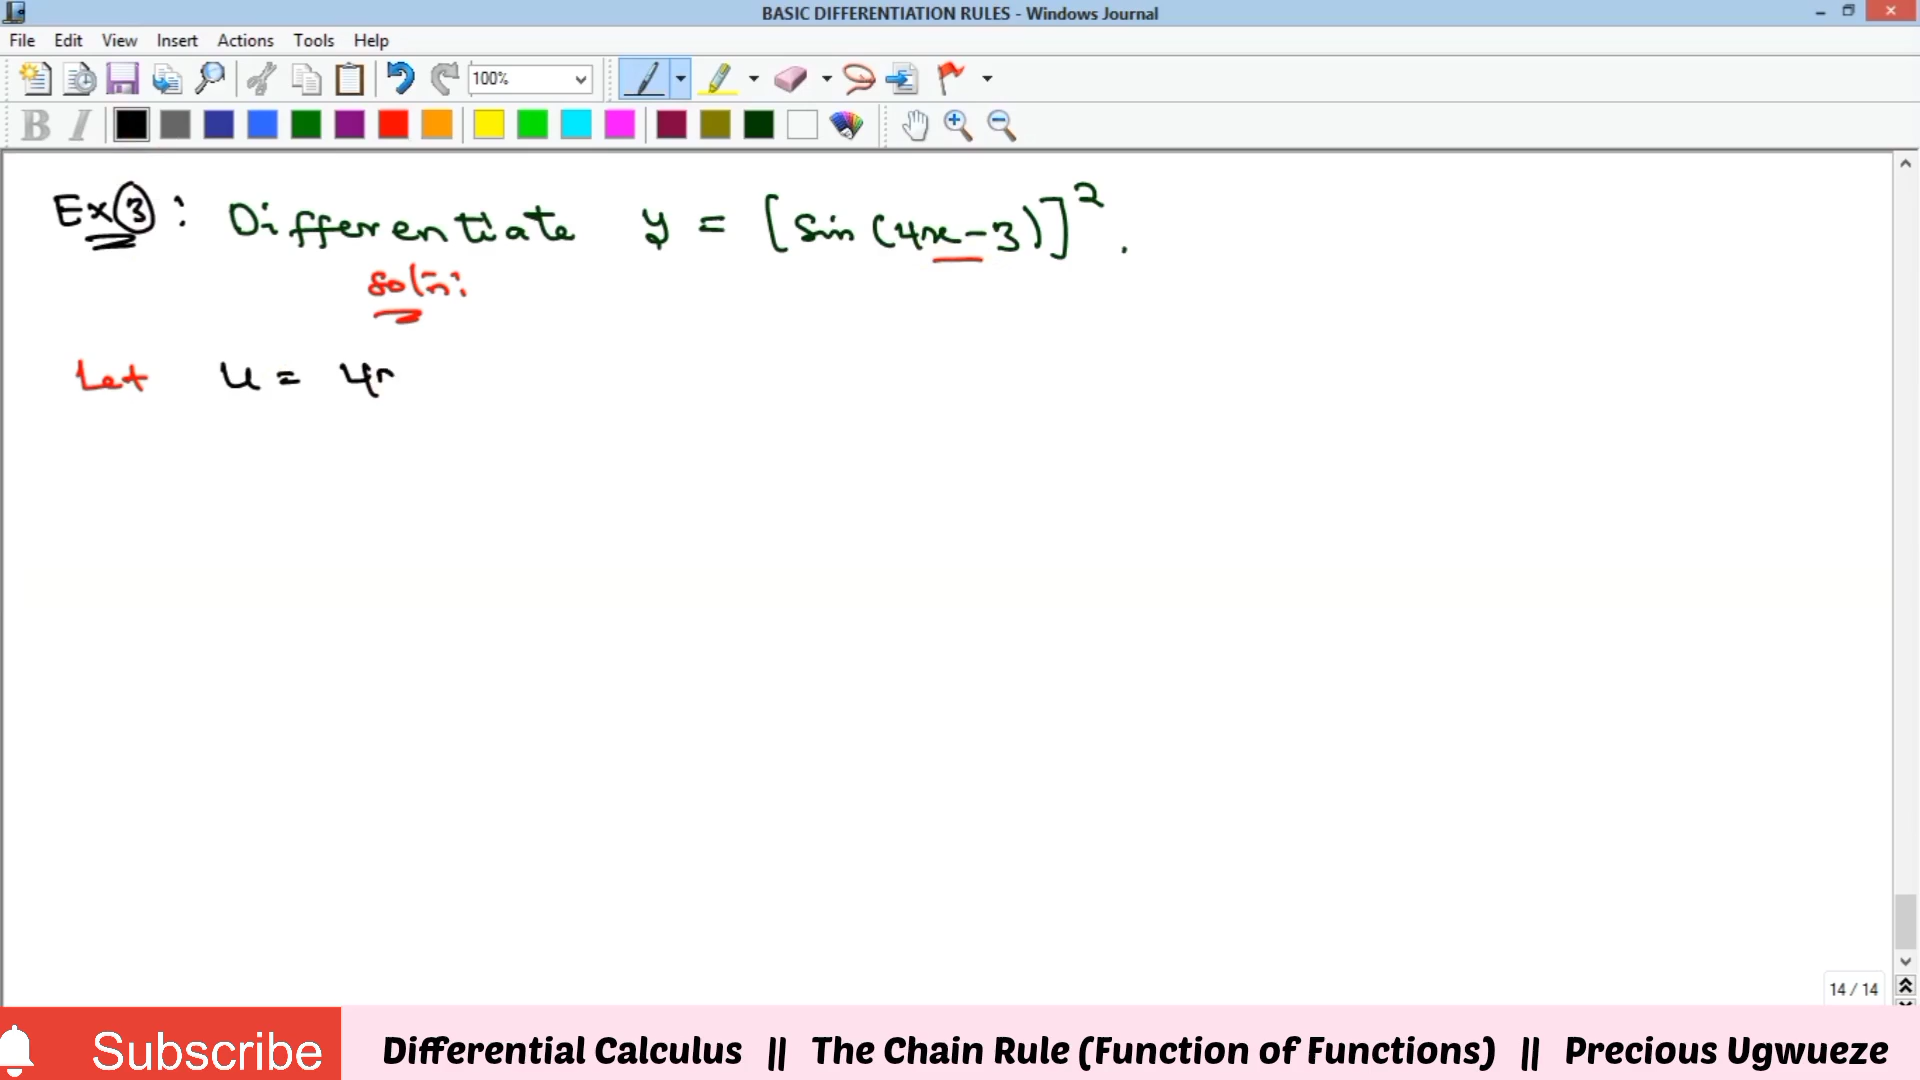 BASIC DIFFERENTIATION RULES - Windows Journal
File Edit View Insert Actions Tools Help
100%
B I
Ex(3): Differentiate y = [sin(4x-3)]².
Soln:
Let u = 4
14 / 14
Subscribe Differential Calculus || The Chain Rule (Function of Functions) || Precious Ugwueze